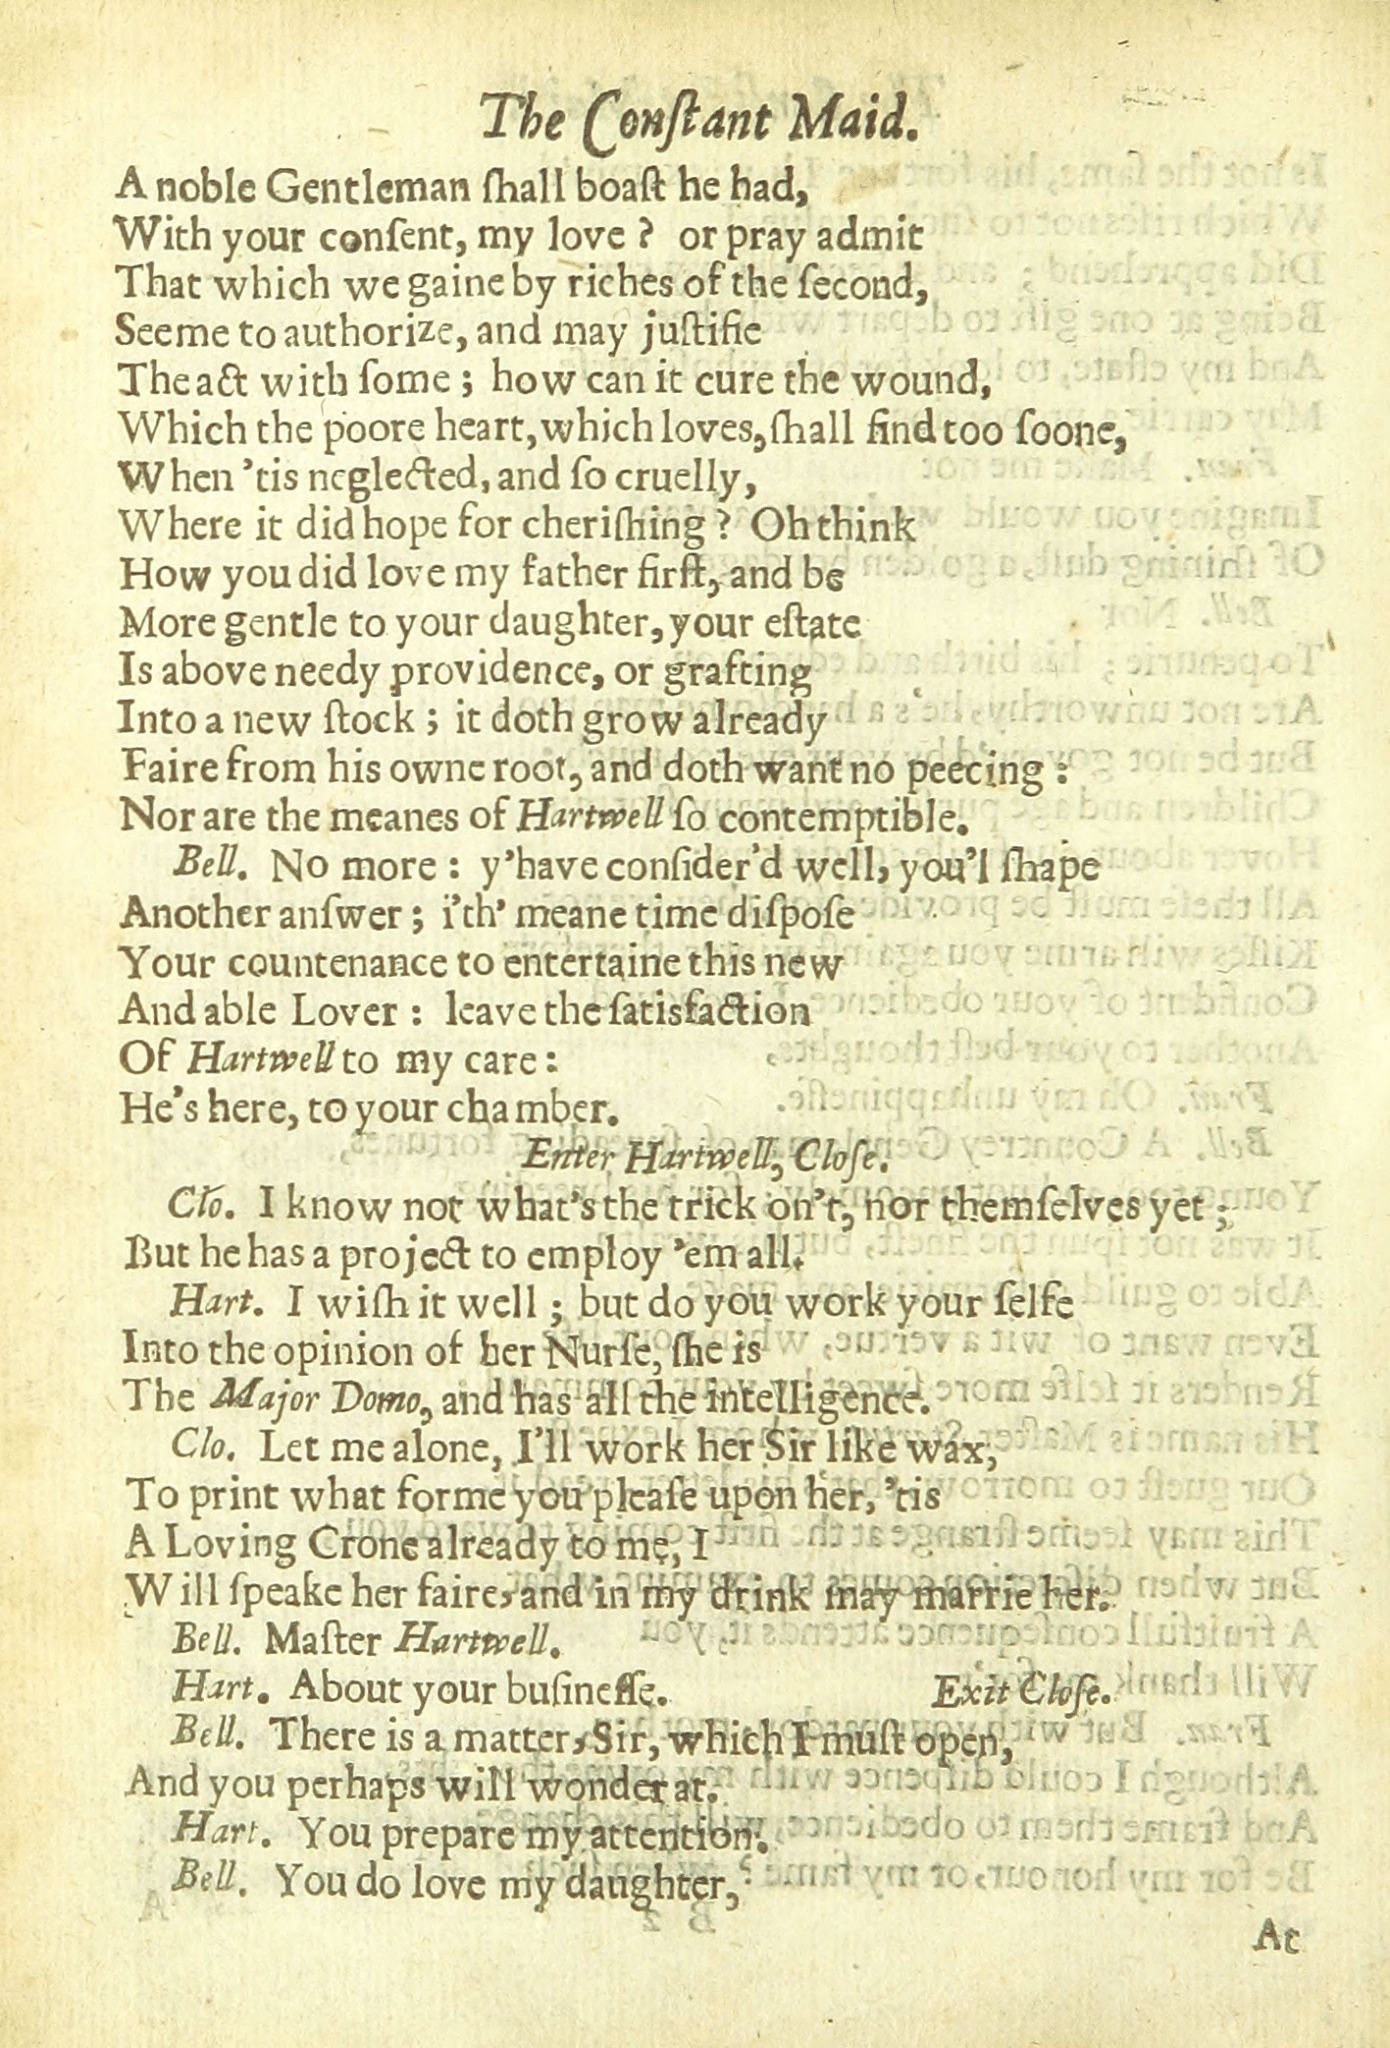 The Conſtant Maid.
A noble Gentleman ſhall boaſt he had,
With your conſent, my love? or pray admit
That which we gaine by riches of the ſecond,
Seeme to authorize, and may juſtifie
The act with ſome; how can it cure the wound,
Which the poore heart, which loves, ſhall find too ſoone,
When 'tis neglected, and ſo cruelly,
Where it did hope for cheriſhing? Oh think
How you did love my father firſt, and be
More gentle to your daughter, your eſtate
Is above needy providence, or grafting
Into a new ſtock; it doth grow already
Faire from his owne root, and doth want no peecing:
Nor are the meanes of Hartwell ſo contemptible.
Bell. No more: y'have conſider'd well, you'l ſhape
Another anſwer; i'th' meane time diſpoſe
Your countenance to entertaine this new
And able Lover: leave the ſatisfaction
Of Hartwell to my care:
He's here, to your chamber.
Enter Hartwell, Cloſe.
Clo. I know not what's the trick on't, nor themſelves yet;
But he has a project to employ 'em all.
Hart. I wiſh it well; but do you work your ſelfe
Into the opinion of her Nurſe, ſhe is
The Major Domo, and has all the intelligence.
Clo. Let me alone, I'll work her Sir like wax,
To print what forme you pleaſe upon her, 'tis
A Loving Crone already to me, I
Will ſpeake her faire, and in my drink may marrie her.
Bell. Maſter Hartwell.
Hart. About your buſineſſe. Exit Cloſe.
Bell. There is a matter, Sir, which I muſt open,
And you perhaps will wonder at.
Hart. You prepare my attention.
Bell. You do love my daughter,
At